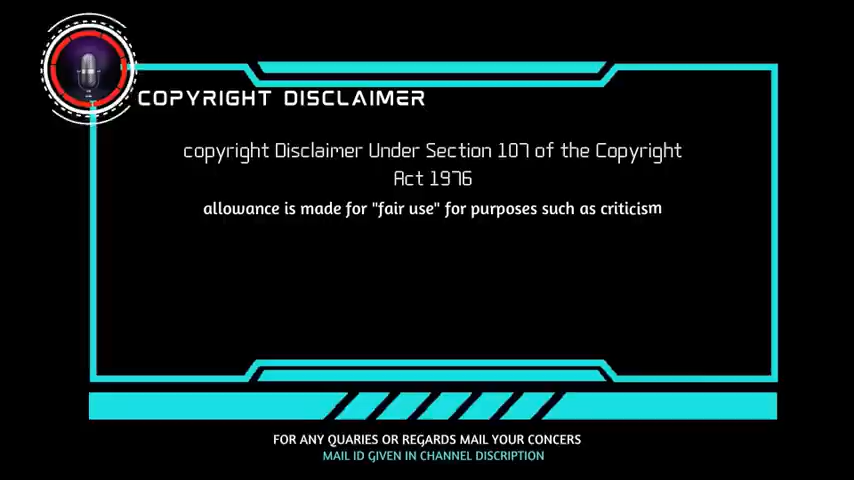 COPYRIGHT DISCLAIMER
copyright Disclaimer Under Section 107 of the Copyright
Act 1976
allowance is made for "fair use" for purposes such as criticism
FOR ANY QUARIES OR REGARDS MAIL YOUR CONCERS
MAIL ID GIVEN IN CHANNEL DISCRIPTION